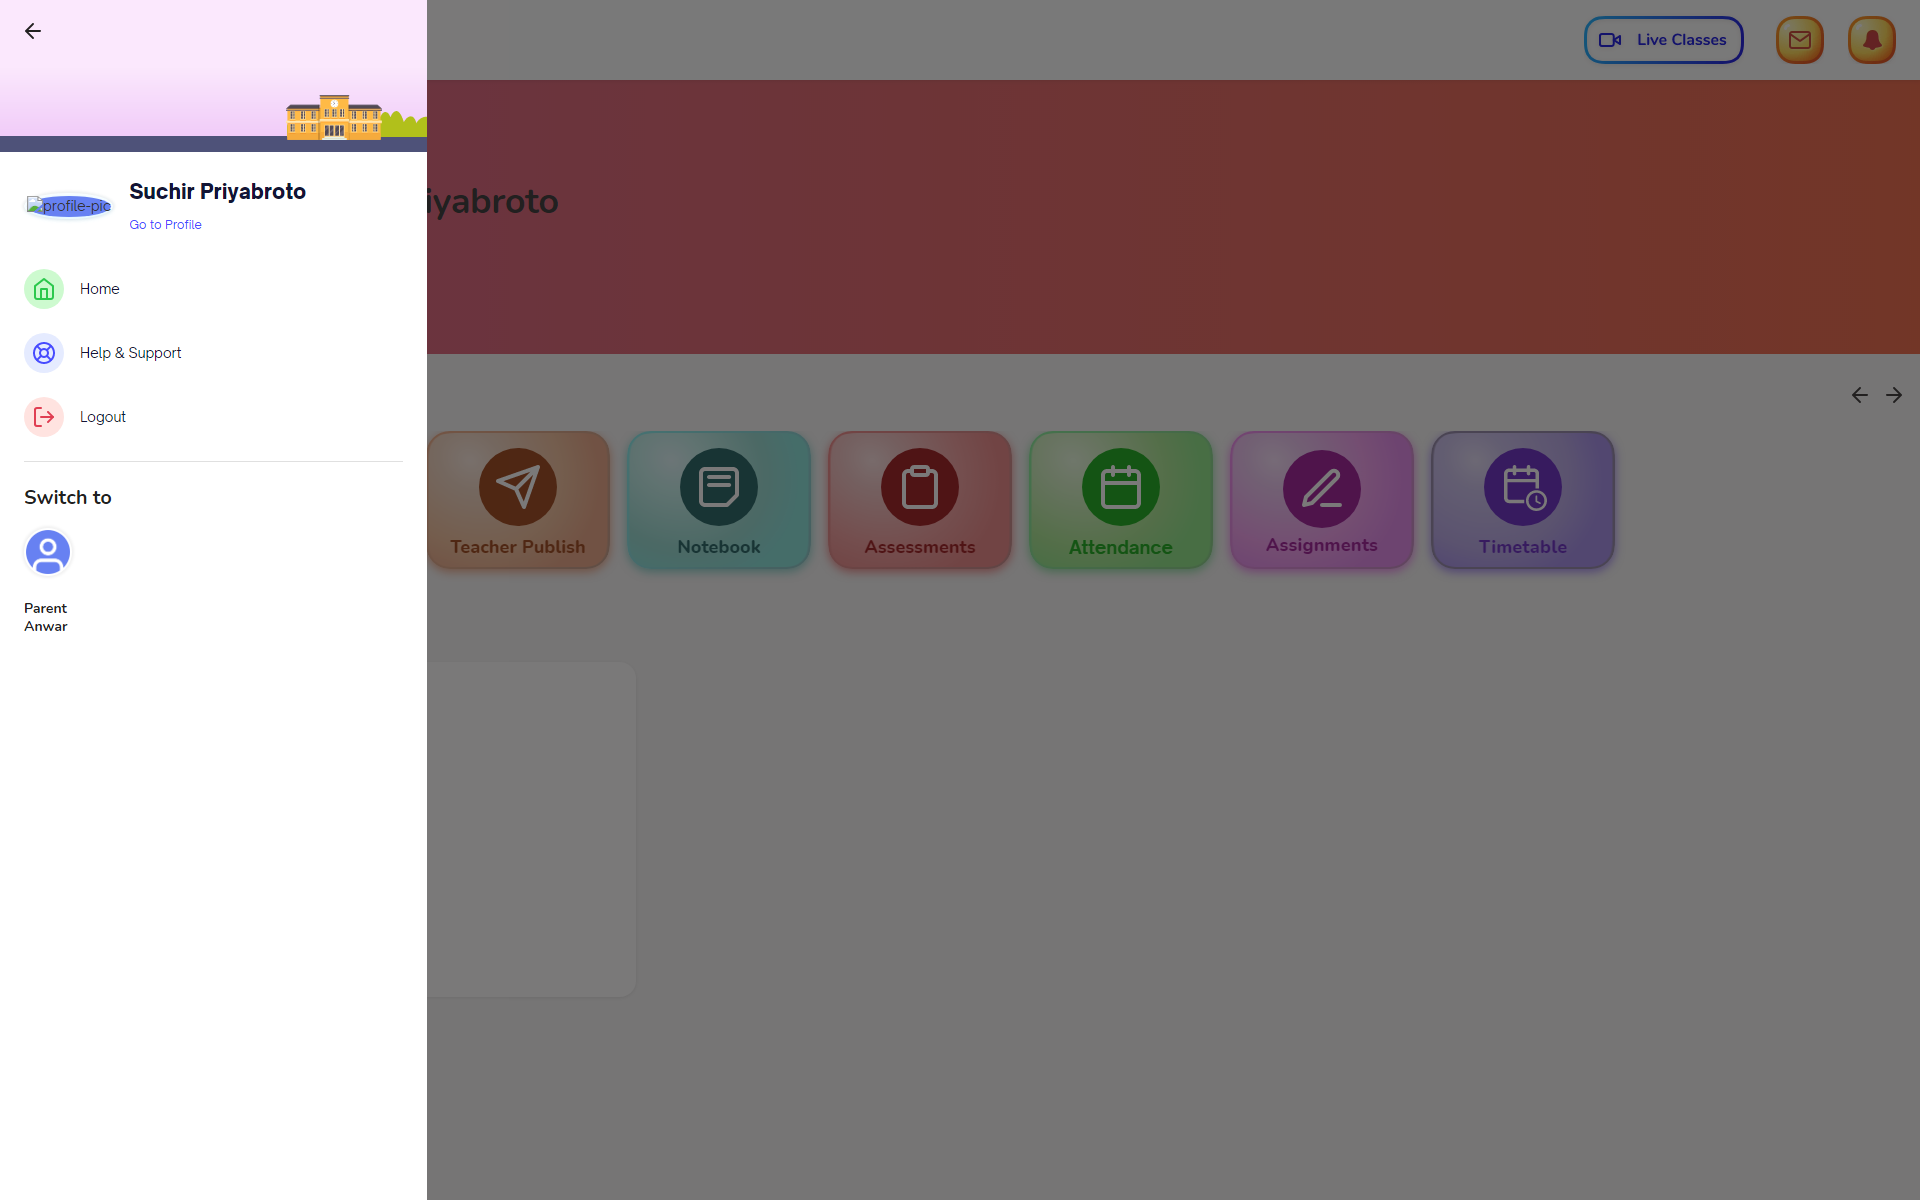 Live Classes
iyabroto
profile-pic
Suchir Priyabroto
Go to Profile
Home
Help & Support
Logout
Switch to
Parent
Anwar
Teacher Publish
Notebook
Assessments
Attendance
Assignments
Timetable